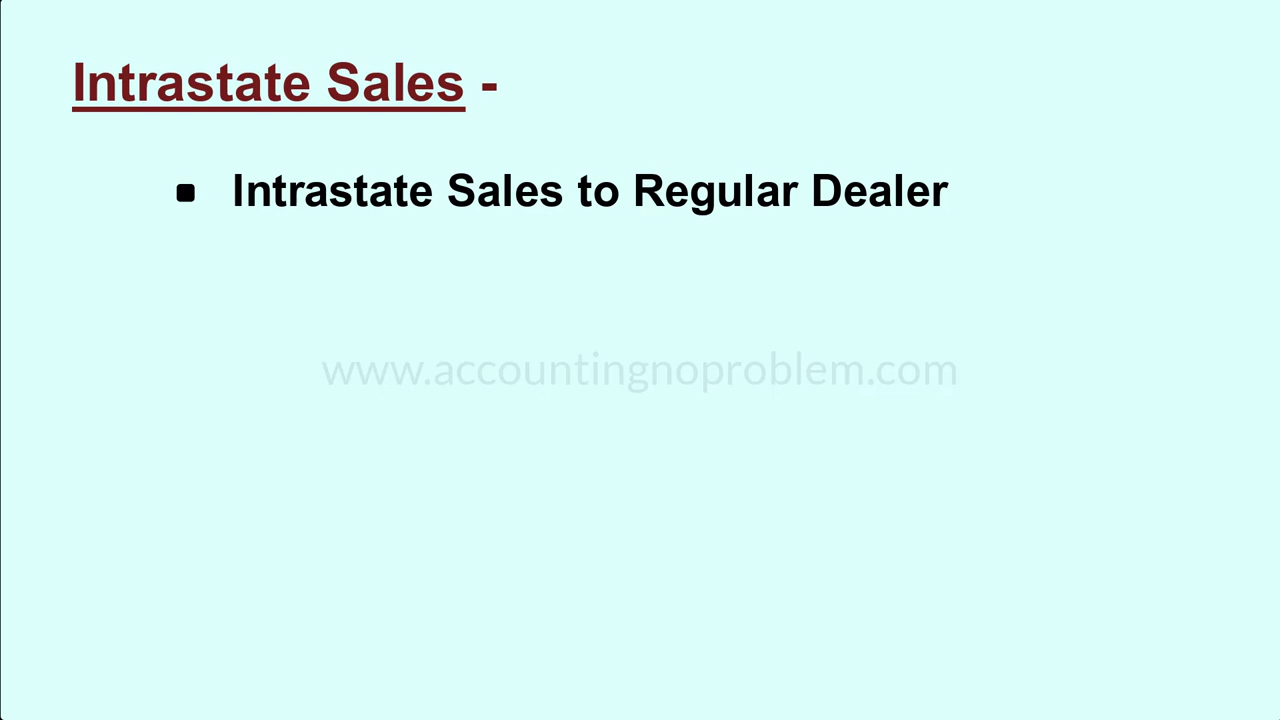 Intrastate Sales -
▪ Intrastate Sales to Regular Dealer
www.accountingnoproblem.com